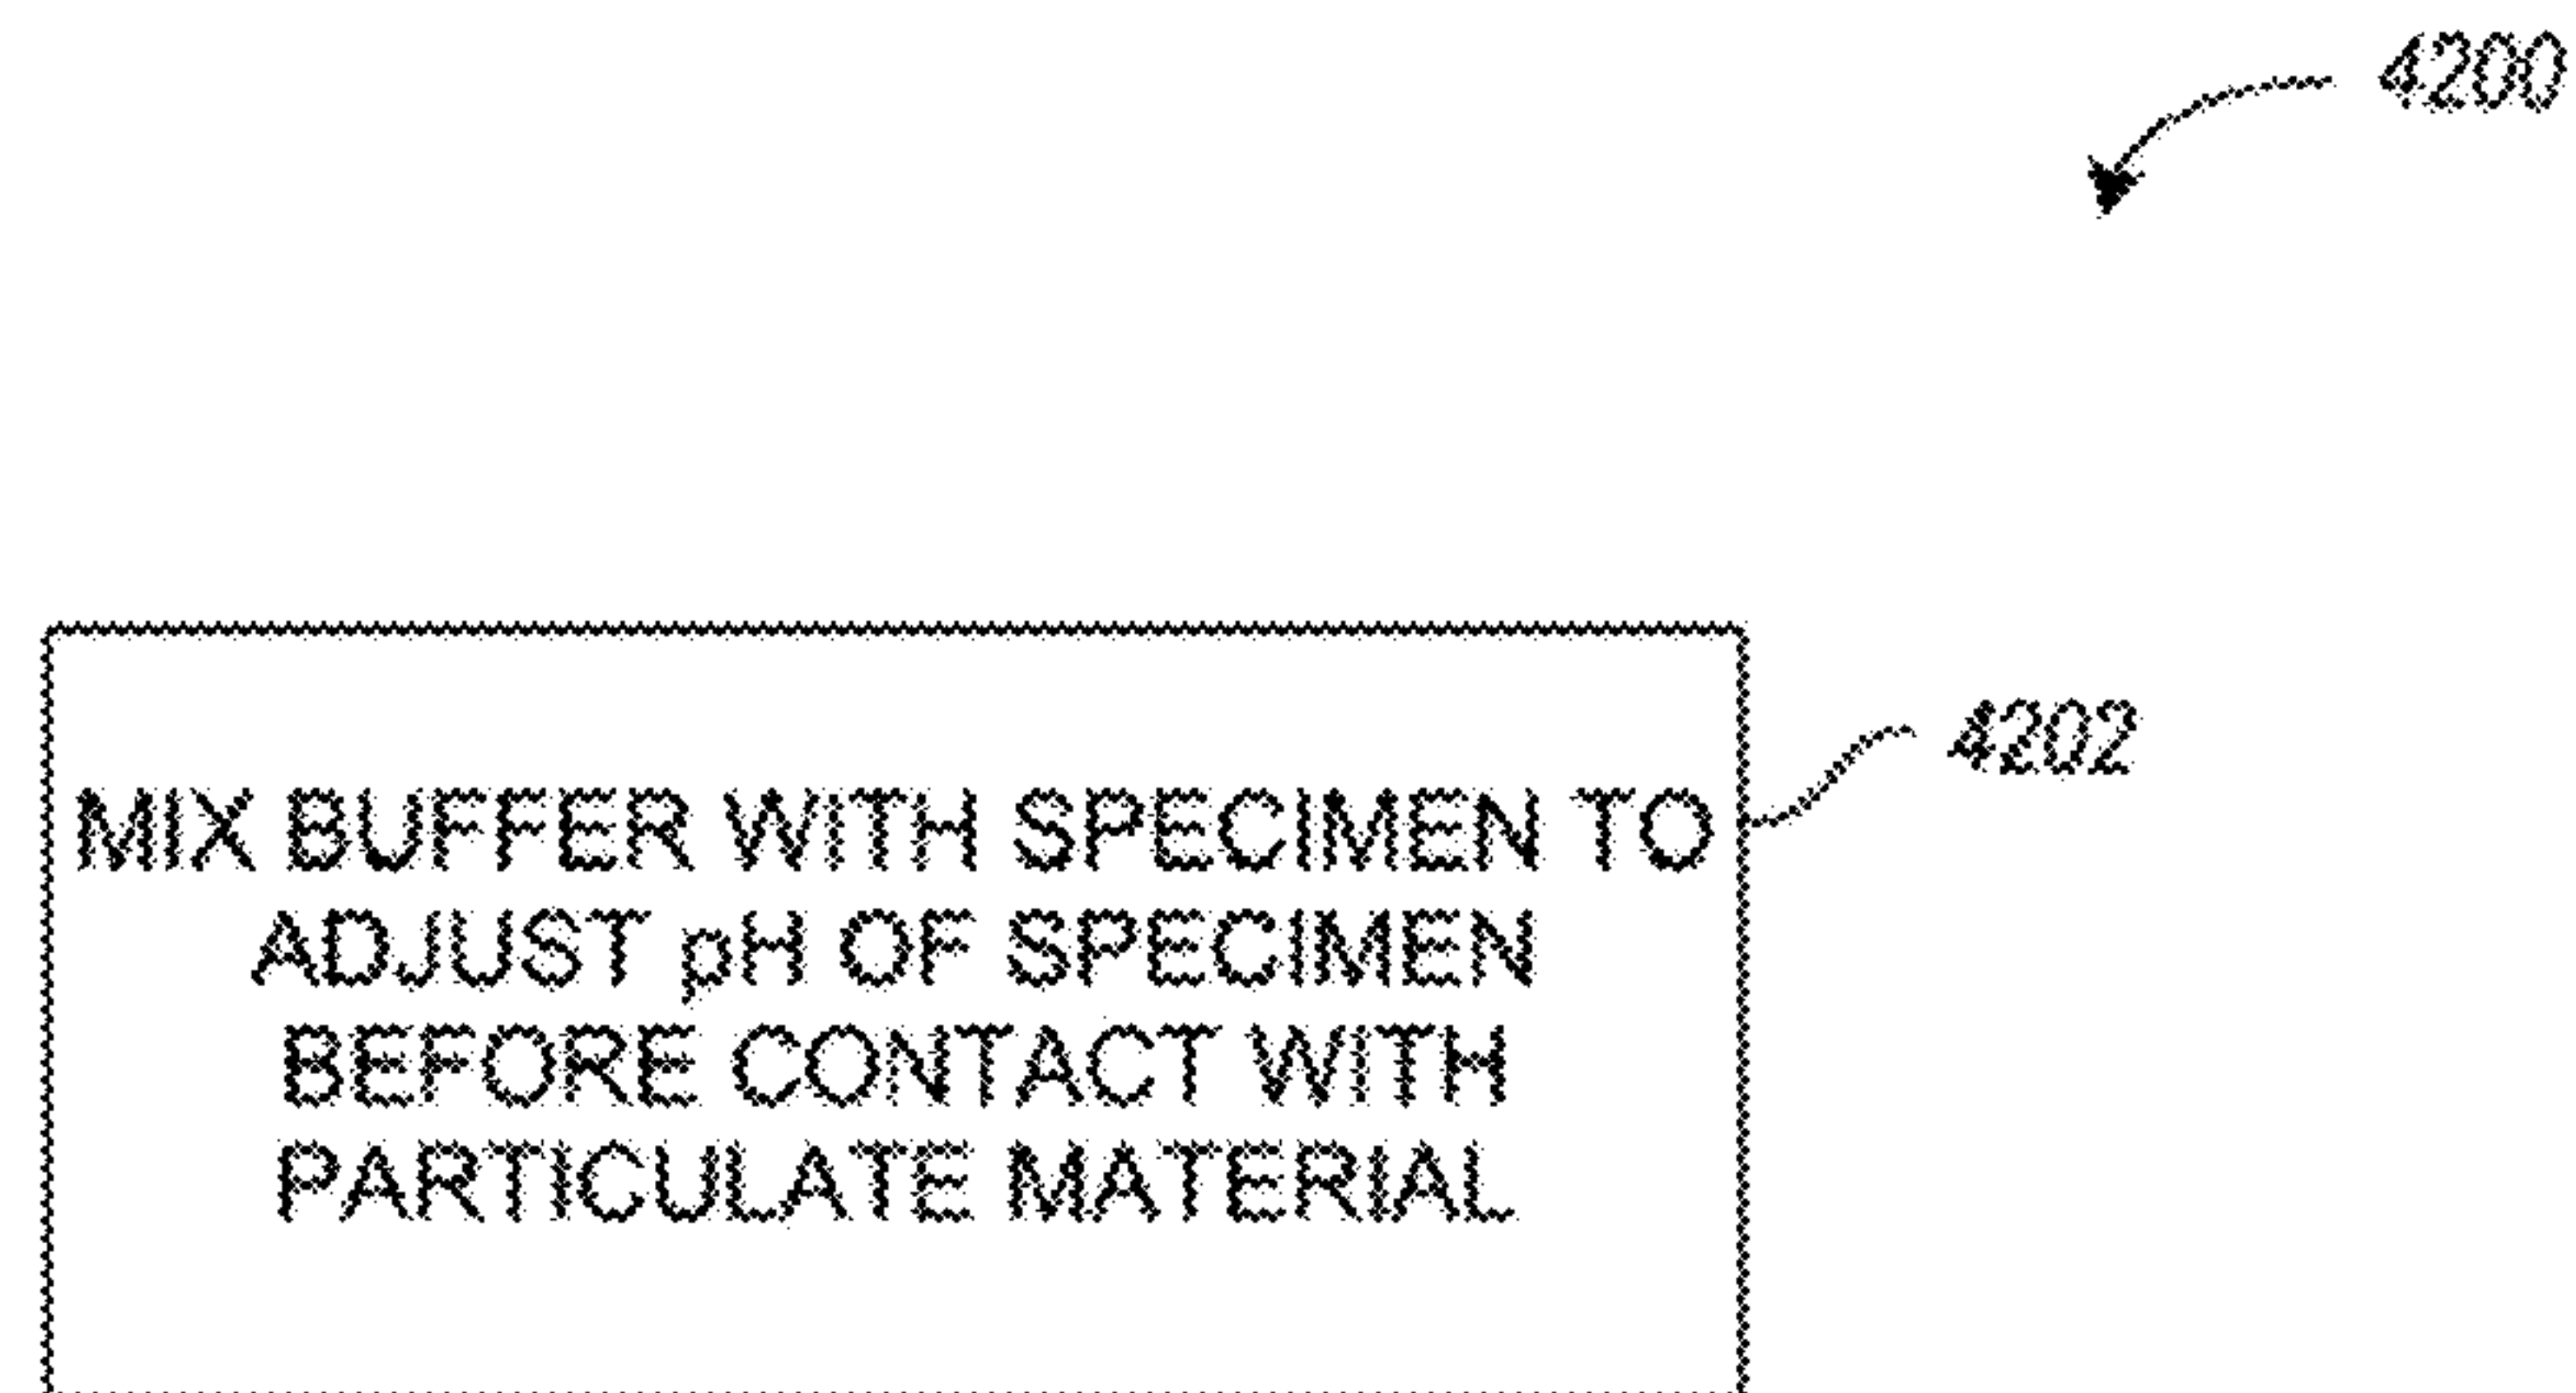 4200
4202
MIX BUFFER WITH SPECIMEN TO
ADJUST pH OF SPECIMEN
BEFORE CONTACT WITH
PARTICULATE MATERIAL